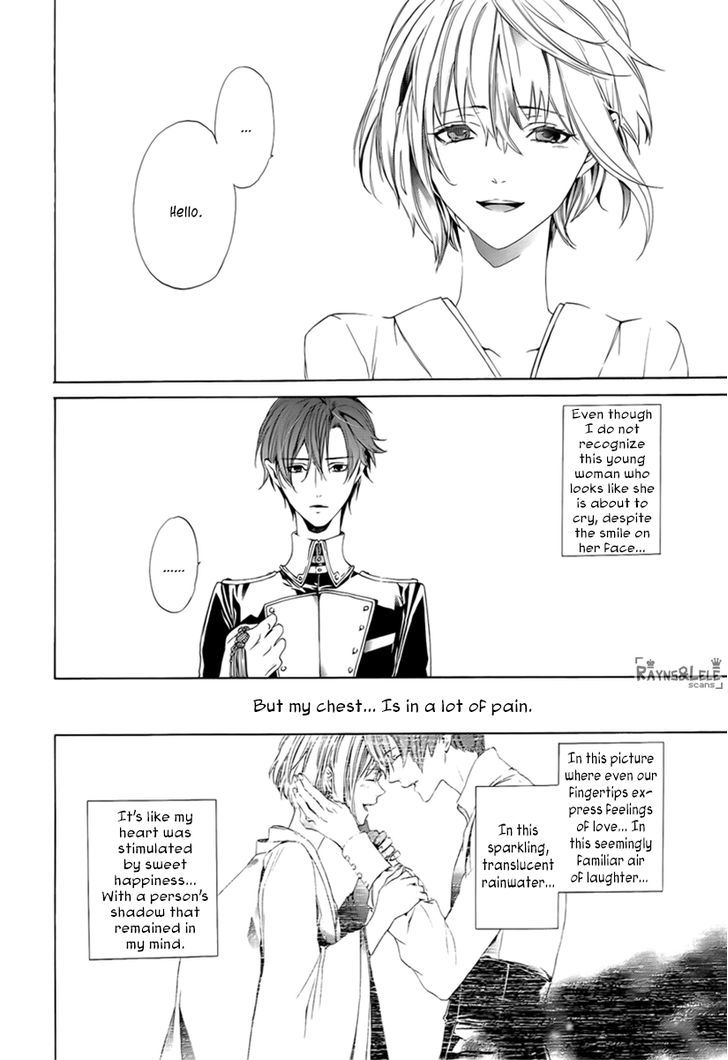 ...
Hello.
Even though
I do not
recognize
this young
woman who
looks like she
is about to
cry, despite
the smile on
her face...
......
「RAYNS&LELE
scans」
But my chest... Is in a lot of pain.
In this picture
where even our
fingertips ex-
press feelings
of love... In
this seemingly
familiar air
of laughter...
In this
sparkling,
translucent
rainwater...
It's like my
heart was
stimulated
by sweet
happiness...
With a person's
shadow that
remained in
my mind.